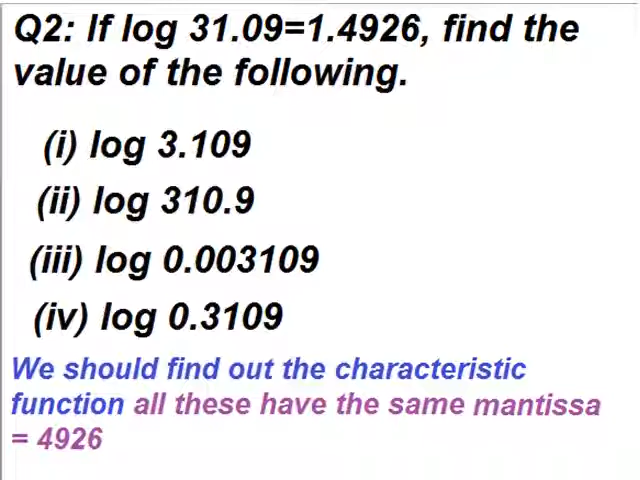 Q2: If log 31.09=1.4926, find the
value of the following.
(i) log 3.109
(ii) log 310.9
(iii) log 0.003109
(iv) log 0.3109
We should find out the characteristic
function all these have the same mantissa
= 4926